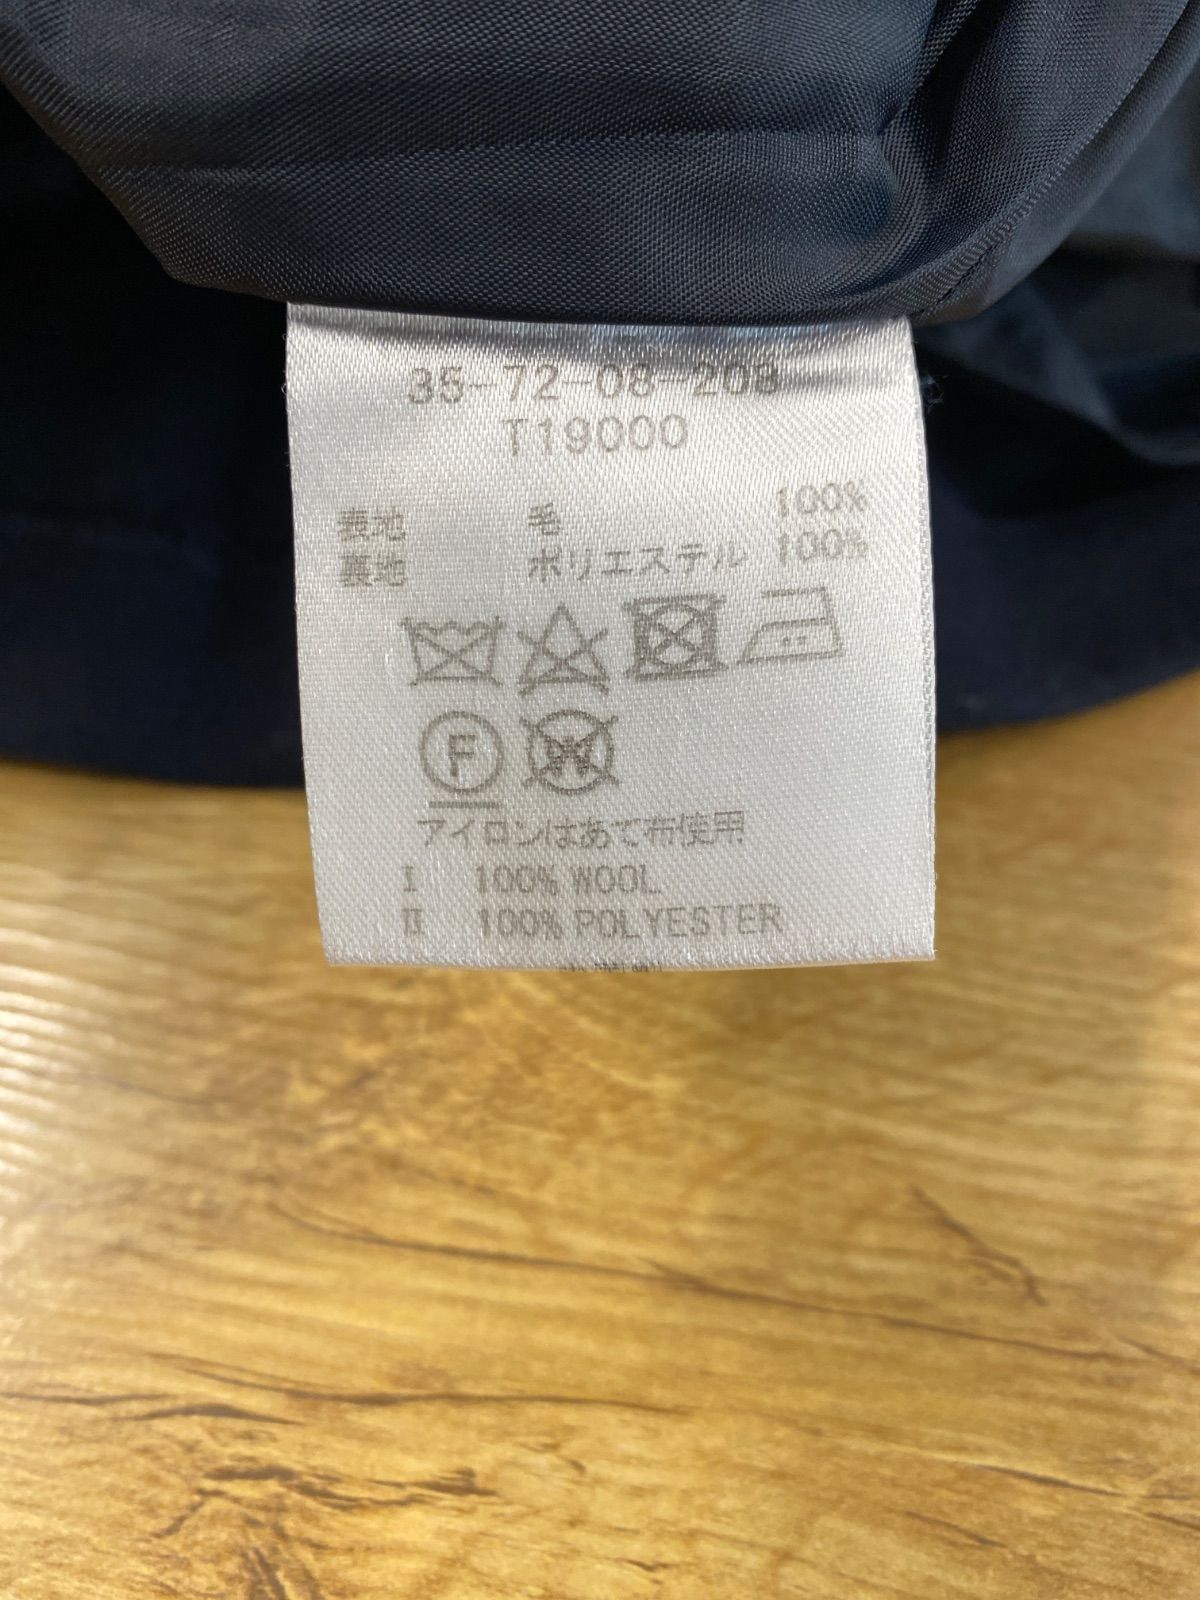 35-72-08-208
T19000
表地 毛 100%
裏地 ポリエステル 100%
F
W
アイロンはあて布使用
I 100% WOOL
II 100% POLYESTER